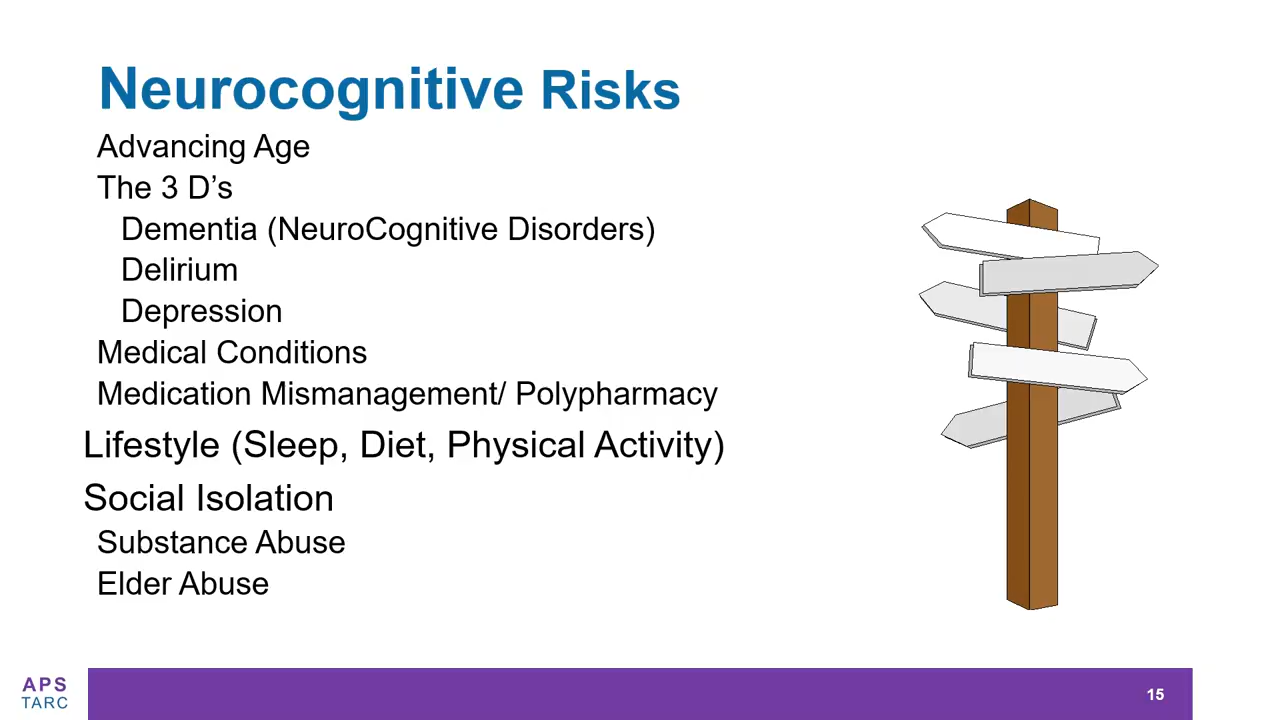 Neurocognitive Risks
Advancing Age
The 3 D’s
Dementia (NeuroCognitive Disorders)
Delirium
Depression
Medical Conditions
Medication Mismanagement/ Polypharmacy
Lifestyle (Sleep, Diet, Physical Activity)
Social Isolation
Substance Abuse
Elder Abuse
APS
TARC
15